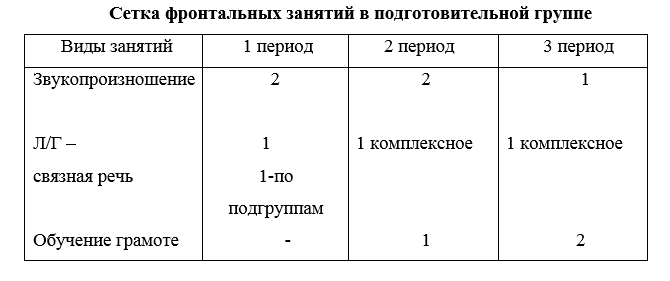 Сетка фронтальных занятий в подготовительной группе
Виды занятий 1 период 2 период 3 период
Звукопроизношение 2 2 1
Л/Г – 1 1 комплексное 1 комплексное
связная речь 1-по
подгруппам
Обучение грамоте - 1 2